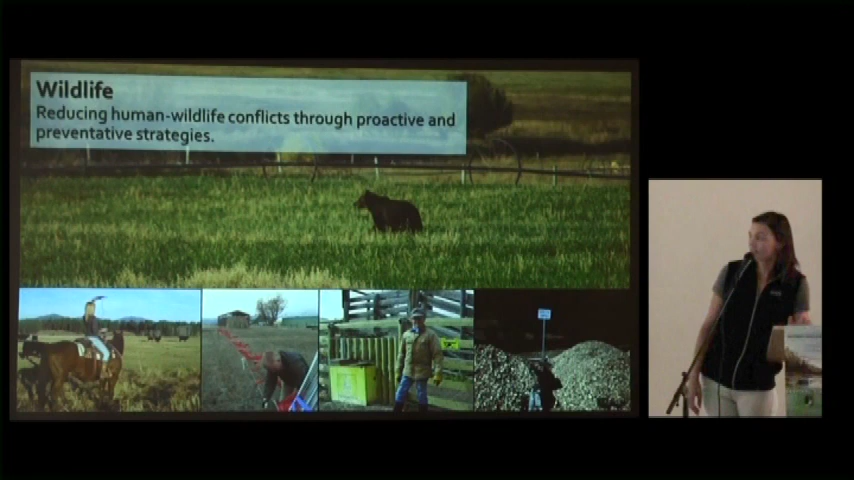 Wildlife
Reducing human-wildlife conflicts through proactive and
preventative strategies.